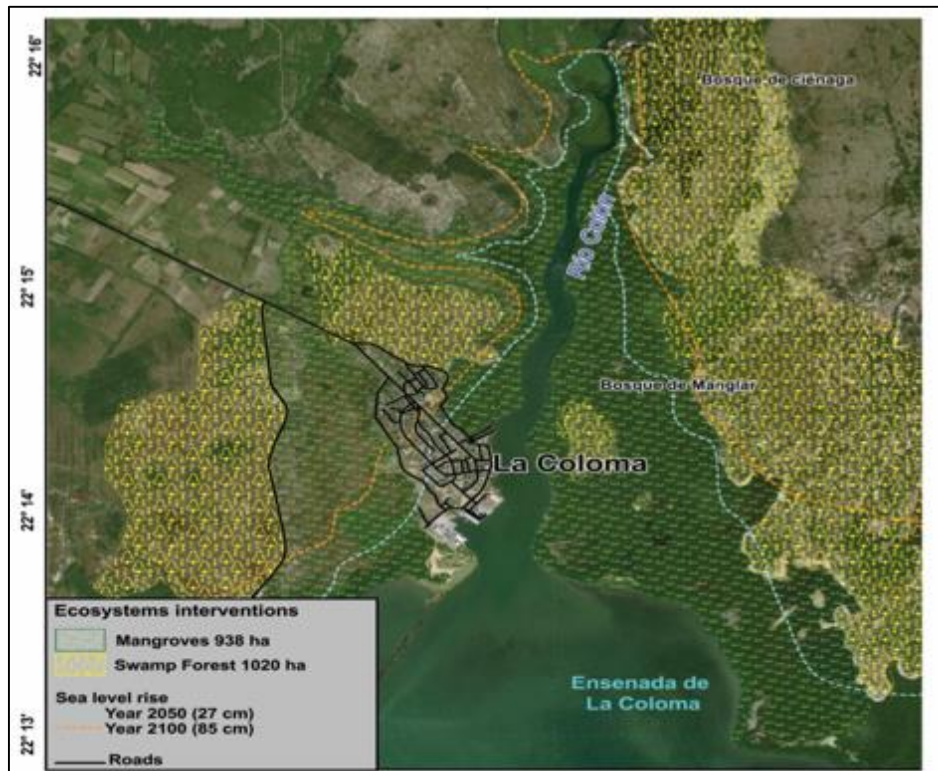 22° 16"
Bosque de ciénaga
Río Colón
22° 15"
Bosque de Manglar
La Coloma
22° 14"
Ecosystems interventions
Mangroves 938 ha
Swamp Forest 1020 ha
Sea level rise
Year 2050 (27 cm)
Year 2100 (85 cm)
Roads
Ensenada de
La Coloma
22° 13"